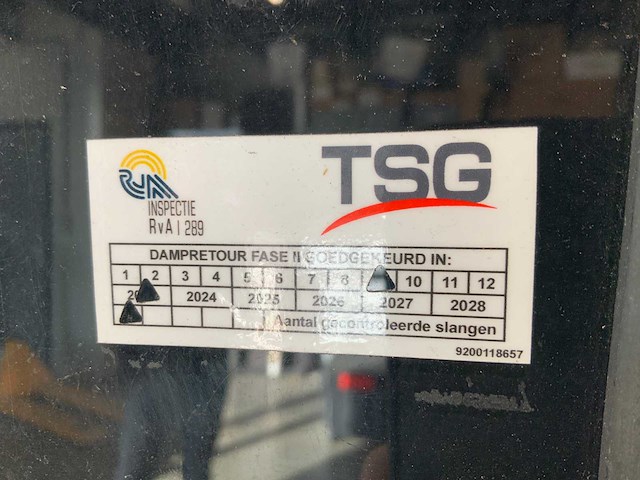 RvA
TSG
INSPECTIE
RvA | 289
DAMPRETOUR FASE II GOEDGEKEURD IN:
1 2 3 4 5 6 7 8 10 11 12
2024 2025 2026 2027 2028
Aantal gecontroleerde slangen
9200118657